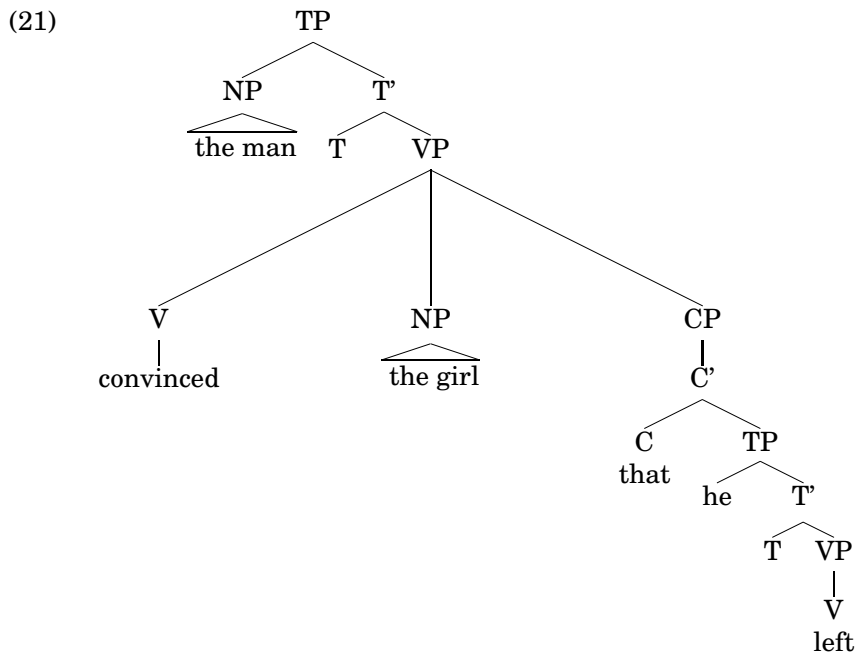 (21) TP
NP T'
the man T VP
V NP CP
convinced the girl C'
C TP
that he T'
T VP
V
left